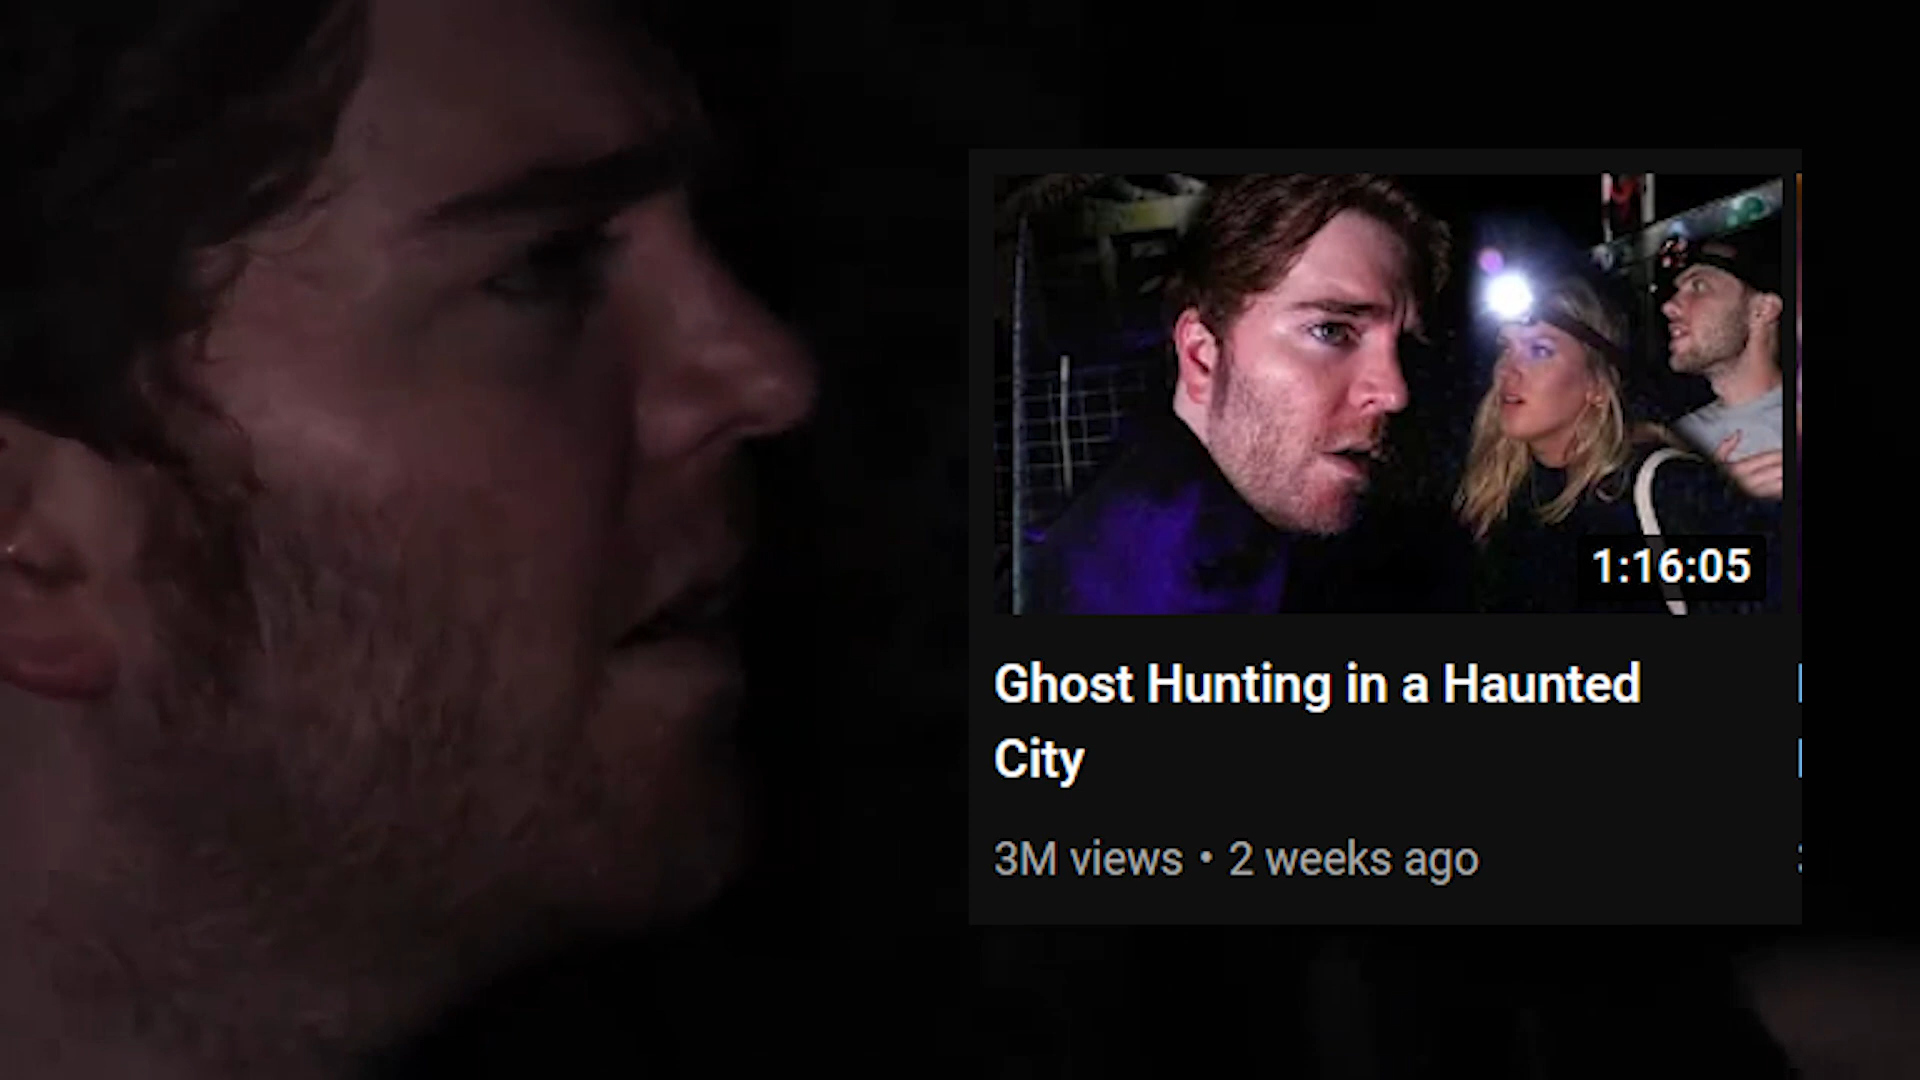 1:16:05
Ghost Hunting in a Haunted
City
3M views • 2 weeks ago